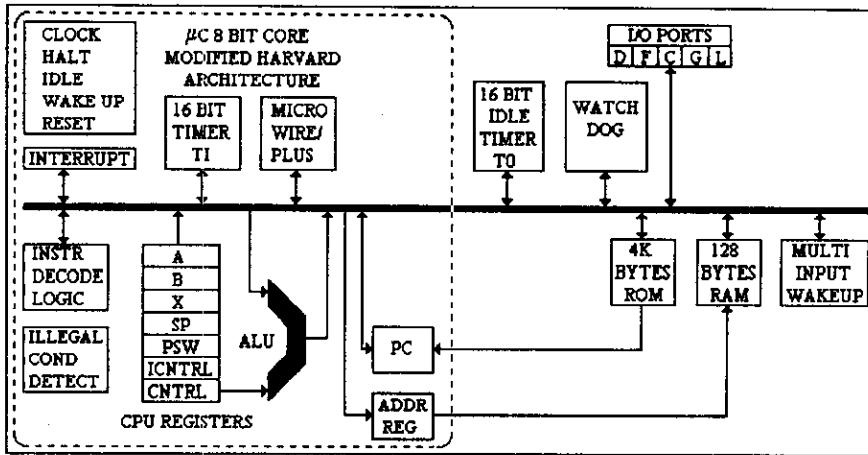 CLOCK
HALT
IDLE
WAKE UP
RESET
INTERRUPT
μC 8 BIT CORE
MODIFIED HARVARD
ARCHITECTURE
16 BIT
TIMER
T1
MICRO
WIRE/
PLUS
16 BIT
IDLE
TIMER
T0
WATCH
DOG
I/O PORTS
D F C G L
INSTR
DECODE
LOGIC
ILLEGAL
COND
DETECT
A
B
X
SP
PSW
ICNTRL
CNTRL
CPU REGISTERS
ALU
PC
ADDR
REG
4K
BYTES
ROM
128
BYTES
RAM
MULTI
INPUT
WAKEUP